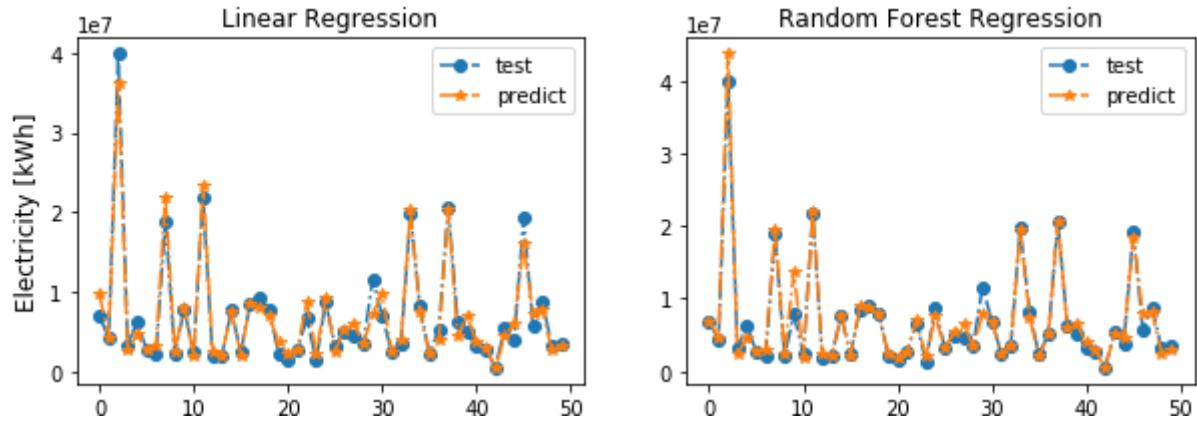 Linear Regression
1e7
Electricity [kWh]
4
3
2
1
0
0 10 20 30 40 50
test
predict
Random Forest Regression
1e7
4
3
2
1
0
0 10 20 30 40 50
test
predict